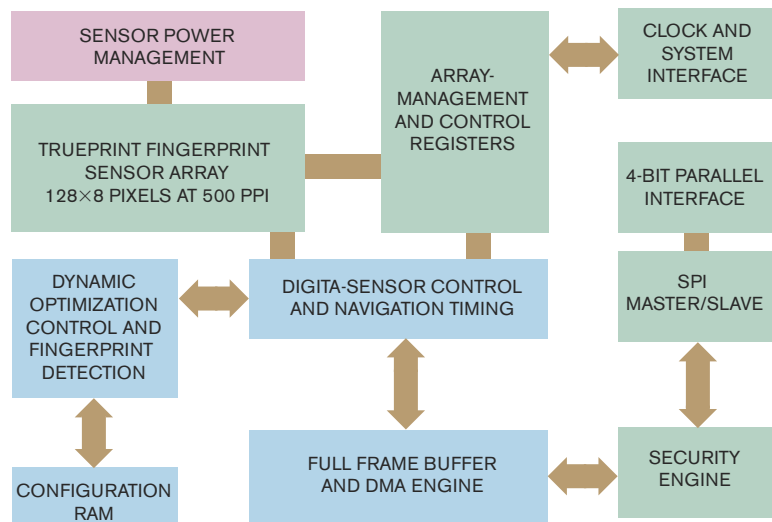 SENSOR POWER
MANAGEMENT
TRUEPRINT FINGERPRINT
SENSOR ARRAY
128×8 PIXELS AT 500 PPI
ARRAY-
MANAGEMENT
AND CONTROL
REGISTERS
CLOCK AND
SYSTEM
INTERFACE
4-BIT PARALLEL
INTERFACE
DYNAMIC
OPTIMIZATION
CONTROL AND
FINGERPRINT
DETECTION
DIGITA-SENSOR CONTROL
AND NAVIGATION TIMING
SPI
MASTER/SLAVE
CONFIGURATION
RAM
FULL FRAME BUFFER
AND DMA ENGINE
SECURITY
ENGINE